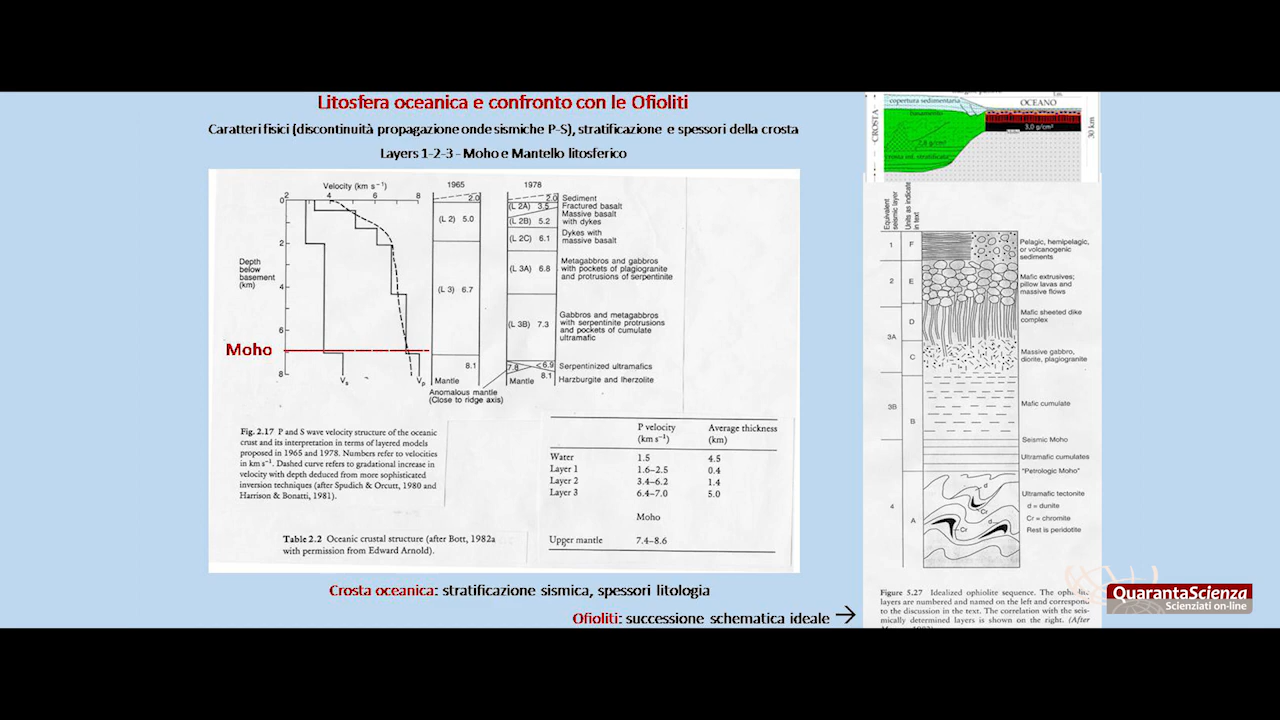 Litosfera oceanica e confronto con le Ofioliti
Caratteri fisici (discontinuità propagazione onde sismiche P-S), stratificazione e spessori della crosta
Layers 1-2-3 - Moho e Mantello litosferico
Velocity (km s⁻¹)
2 4 6 8
0
2
4
6
8
Depth
below
basement
(km)
Moho
Vs
Vp
1965
2.0
(L 2) 5.0
(L 3) 6.7
8.1
Mantle
Anomalous mantle
(Close to ridge axis)
1978
2.0 Sediment
(L 2A) 3.5 Fractured basalt
(L 2B) 5.2 Massive basalt
with dykes
(L 2C) 6.1 Dykes with
massive basalt
(L 3A) 6.8 Metagabbros and gabbros
with pockets of plagiogranite
and protrusions of serpentinite
(L 3B) 7.3 Gabbros and metagabbros
with serpentinite protrusions
and pockets of cumulate
ultramafic
7.8 <6.9 Serpentinized ultramafics
Mantle 8.1 Harzburgite and lherzolite
Fig. 2.17 P and S wave velocity structure of the oceanic
crust and its interpretation in terms of layered models
proposed in 1965 and 1978. Numbers refer to velocities
in km s⁻¹. Dashed curve refers to gradational increase in
velocity with depth deduced from more sophisticated
inversion techniques (after Spudich & Orcutt, 1980 and
Harrison & Bonatti, 1981).
Table 2.2 Oceanic crustal structure (after Bott, 1982a
with permission from Edward Arnold).
P velocity Average thickness
(km s⁻¹) (km)
Water 1.5 4.5
Layer 1 1.6–2.5 0.4
Layer 2 3.4–6.2 1.4
Layer 3 6.4–7.0 5.0
Moho
Upper mantle 7.4–8.6
Crosta oceanica: stratificazione sismica, spessori litologia
Ofioliti: successione schematica ideale →
copertura sedimentaria
OCEANO
CROSTA
3,0 g/cm³
30 km
Equivalent
seismic layer
Units as indicate
in text
1 F Pelagic, hemipelagic,
or volcanogenic
sediments
2 E Mafic extrusives;
pillow lavas and
massive flows
D Mafic sheeted dike
complex
3A
C Massive gabbro,
diorite, plagiogranite
3B Mafic cumulate
B
Seismic Moho
Ultramafic cumulates
"Petrologic Moho"
4 A Ultramafic tectonite
d = dunite
Cr = chromite
Rest is peridotite
d
Cr
d
Cr
Figure 5.27 Idealized ophiolite sequence. The
layers are numbered and named on the left and correspond
to the discussion in the text. The correlation with the seis-
mically determined layers is shown on the right. (After
QuarantaScienza
Scienziati on-line